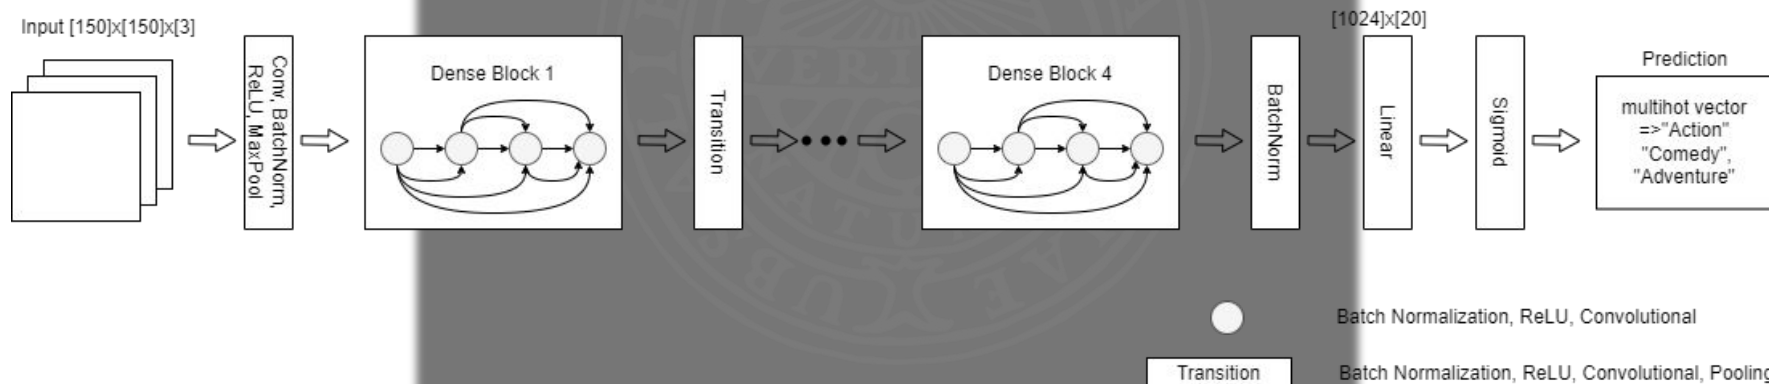 Input [150]x[150]x[3]
Conv, BatchNorm,
ReLU, MaxPool
Dense Block 1
Transition
Dense Block 4
BatchNorm
[1024]x[20]
Linear
Sigmoid
Prediction
multihot vector
=>"Action"
"Comedy",
"Adventure"
Batch Normalization, ReLU, Convolutional
Transition
Batch Normalization, ReLU, Convolutional, Pooling